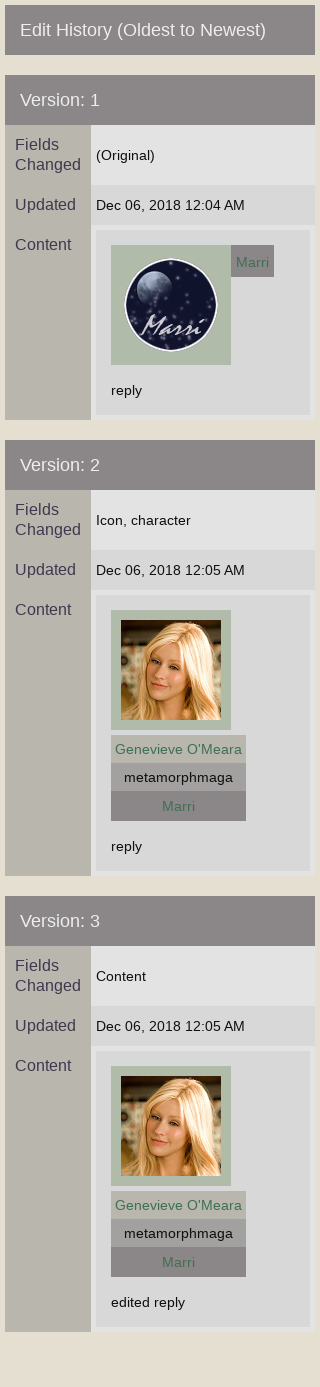 Edit History (Oldest to Newest)
Version: 1
Fields Changed
(Original)
Updated
Dec 06, 2018 12:04 AM
Content
Marri
Marri
reply
Version: 2
Fields Changed
Icon, character
Updated
Dec 06, 2018 12:05 AM
Content
Genevieve O'Meara
metamorphmaga
Marri
reply
Version: 3
Fields Changed
Content
Updated
Dec 06, 2018 12:05 AM
Content
Genevieve O'Meara
metamorphmaga
Marri
edited reply